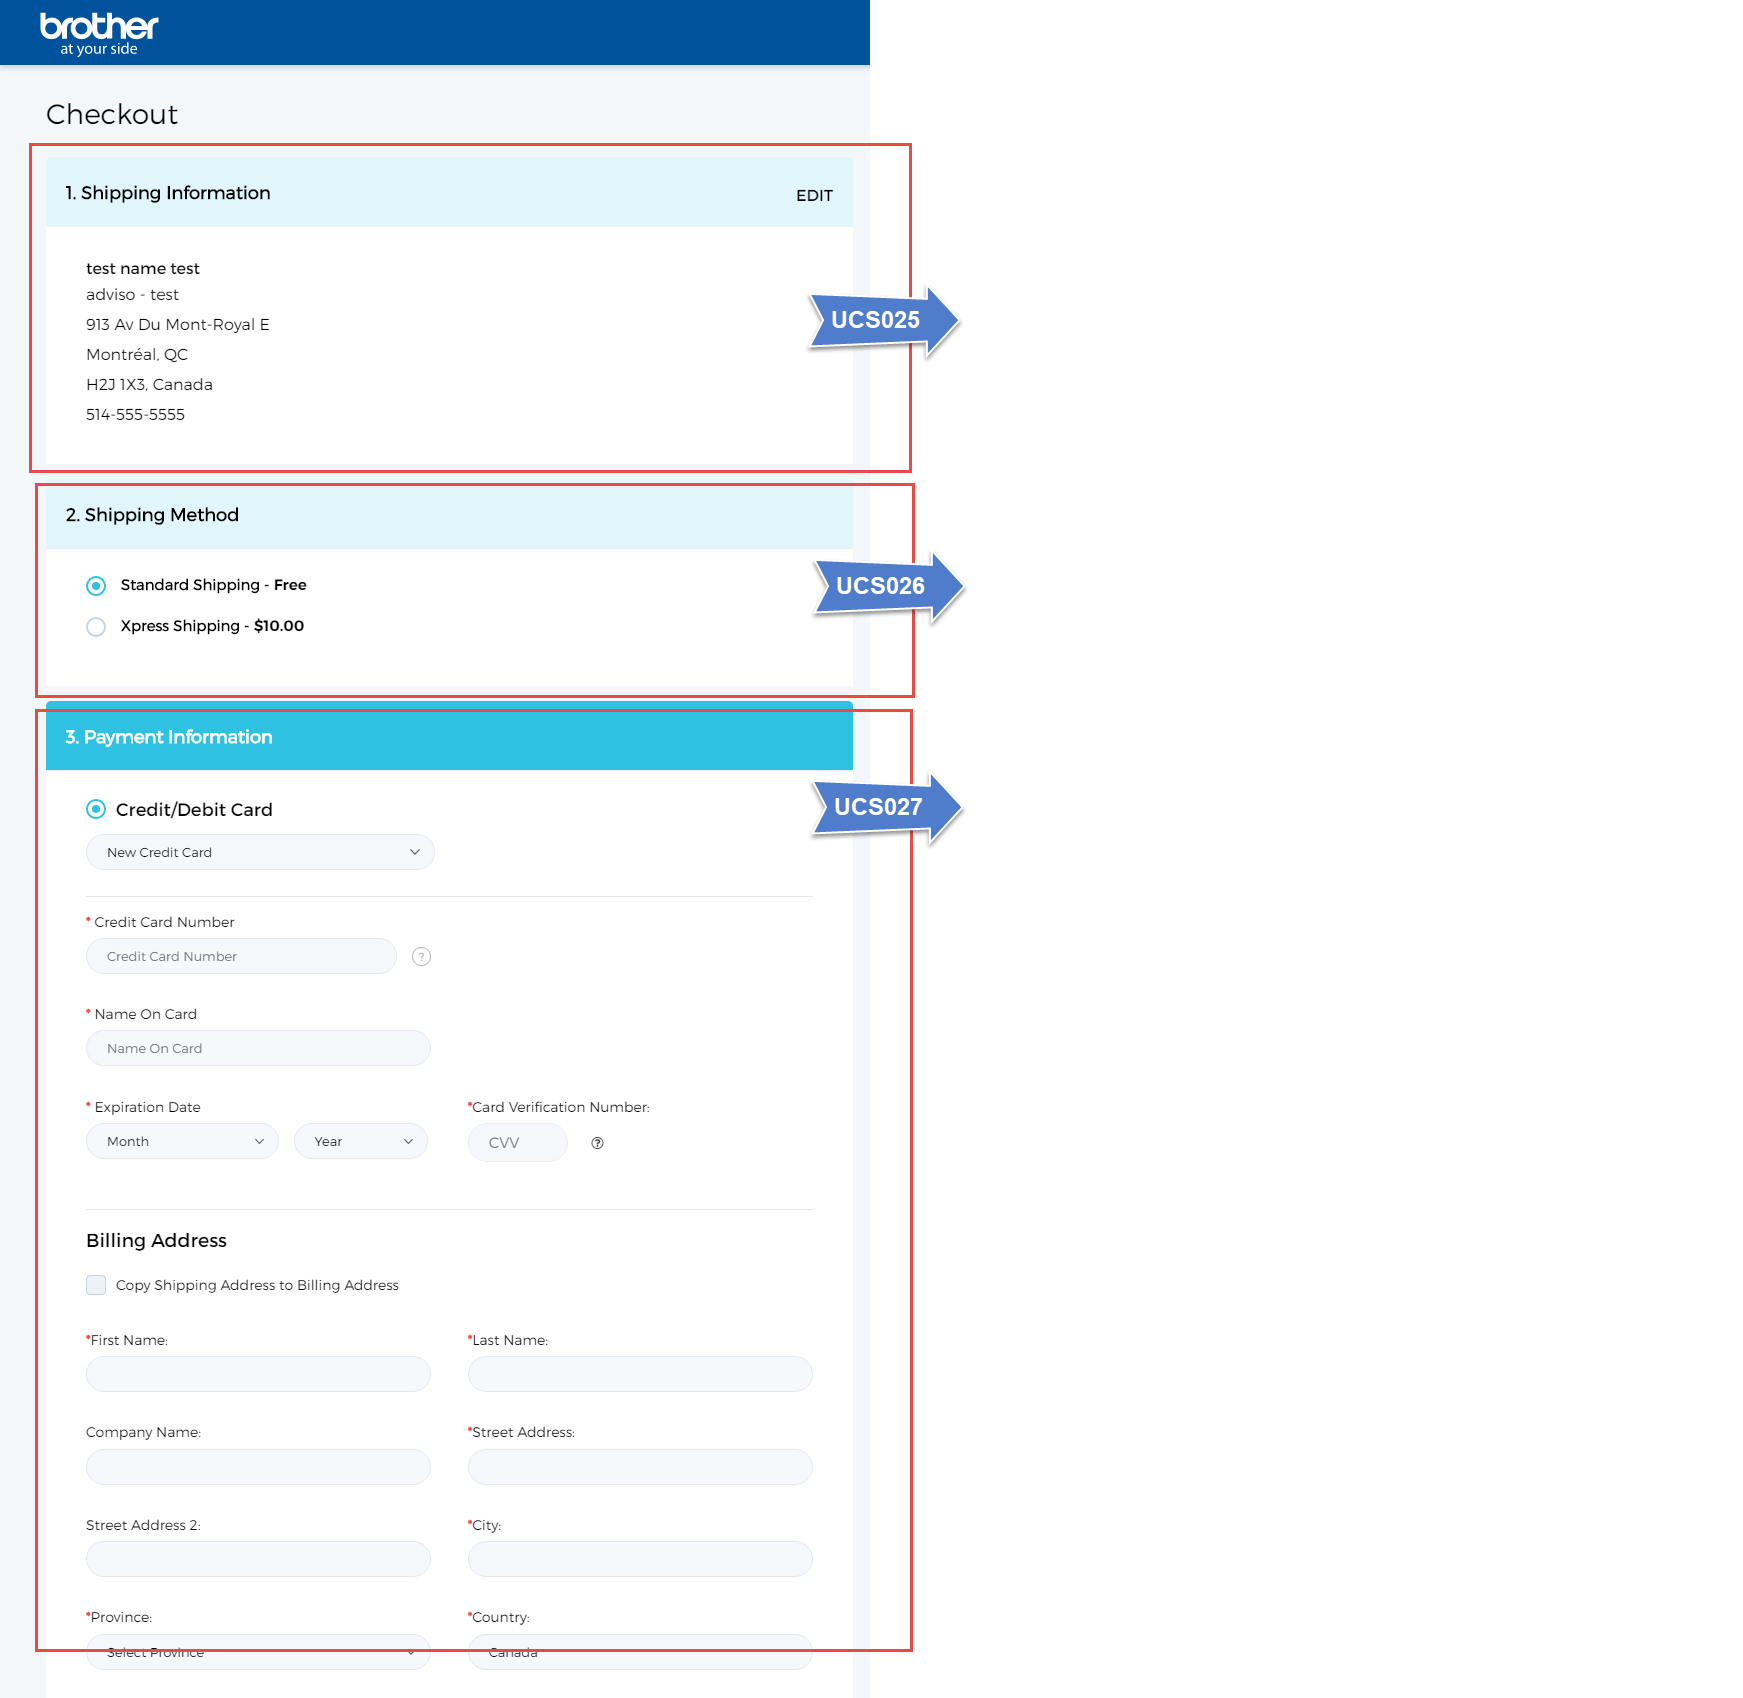 brother
at your side
Checkout
1. Shipping Information
EDIT
test name test
adviso - test
913 Av Du Mont-Royal E
Montréal, QC
H2J 1X3, Canada
514-555-5555
UCS025
2. Shipping Method
Standard Shipping - Free
Xpress Shipping - $10.00
UCS026
3. Payment Information
Credit/Debit Card
UCS027
New Credit Card
* Credit Card Number
Credit Card Number
?
* Name On Card
Name On Card
* Expiration Date
*Card Verification Number:
Month
Year
CVV
?
Billing Address
Copy Shipping Address to Billing Address
*First Name:
*Last Name:
Company Name:
*Street Address:
Street Address 2:
*City:
*Province:
*Country:
Select Province
Canada